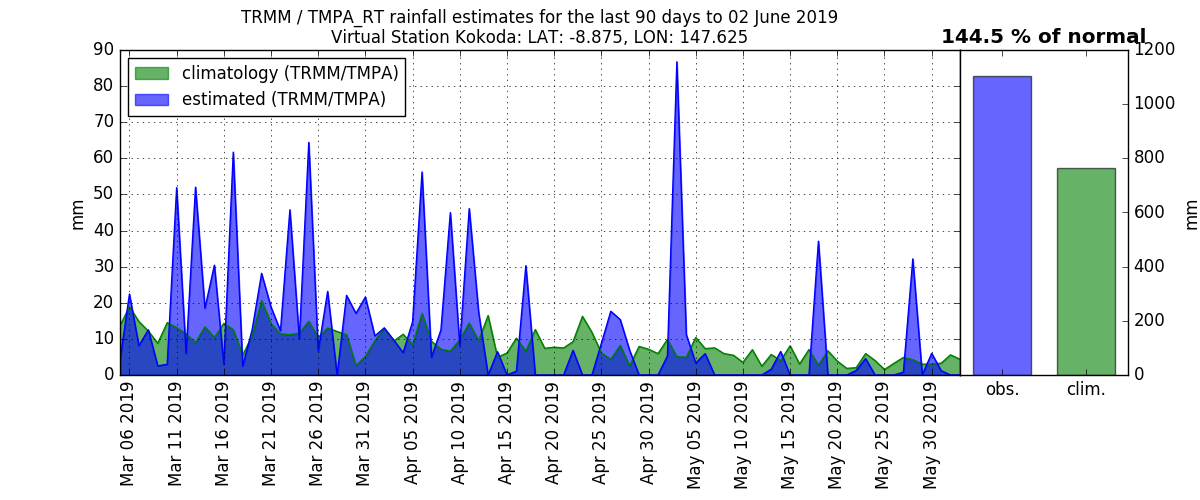 TRMM / TMPA_RT rainfall estimates for the last 90 days to 02 June 2019
Virtual Station Kokoda: LAT: -8.875, LON: 147.625
144.5 % of normal
climatology (TRMM/TMPA)
estimated (TRMM/TMPA)
mm
90
80
70
60
50
40
30
20
10
0
Mar 06 2019
Mar 11 2019
Mar 16 2019
Mar 21 2019
Mar 26 2019
Mar 31 2019
Apr 05 2019
Apr 10 2019
Apr 15 2019
Apr 20 2019
Apr 25 2019
Apr 30 2019
May 05 2019
May 10 2019
May 15 2019
May 20 2019
May 25 2019
May 30 2019
obs.
clim.
1200
1000
800
600
400
200
0
mm